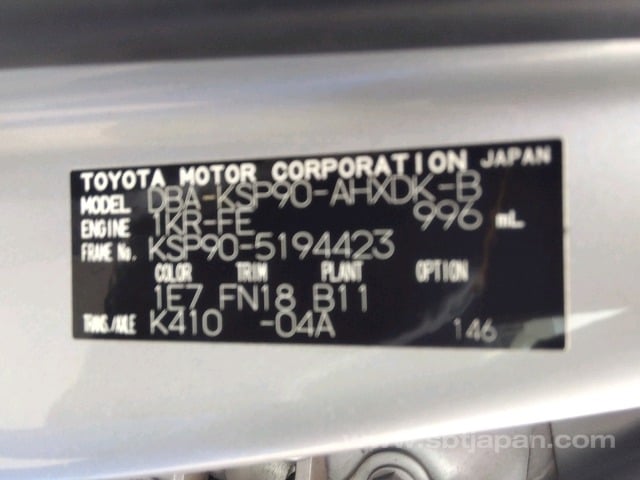 TOYOTA MOTOR CORPORATION JAPAN
MODEL DBA-KSP90-AHXDK-B
ENGINE 1KR-FE 996 mL
FRAME No. KSP90-5194423
COLOR TRIM PLANT OPTION
1E7 FN18 B11
TRANS./AXLE K410 -04A 146
www.sbtjapan.com